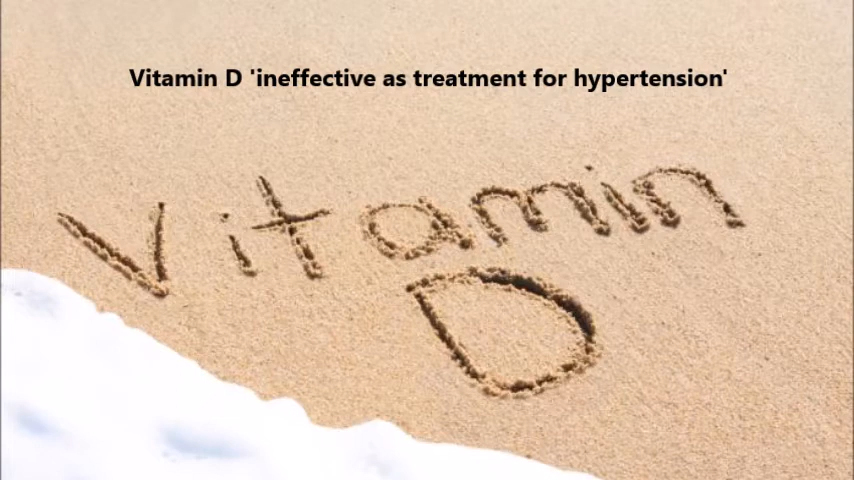 Vitamin D 'ineffective as treatment for hypertension'
Vitamin
D